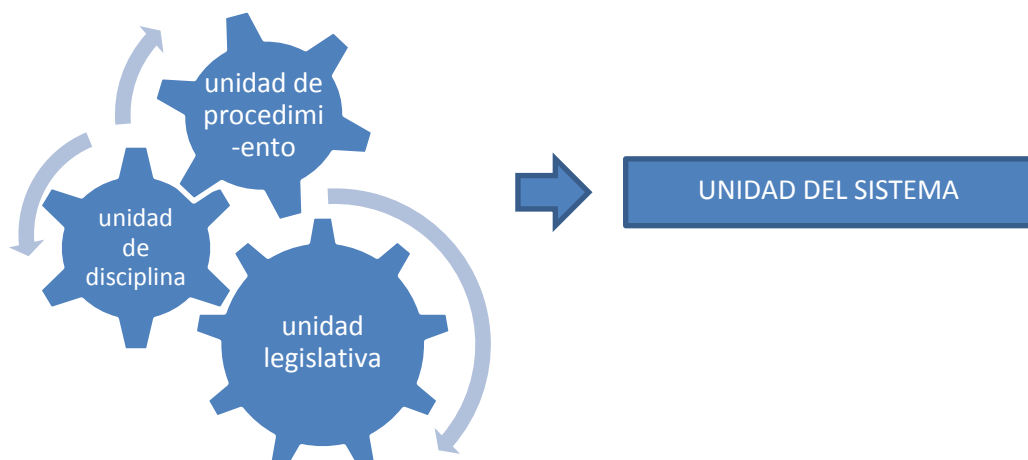 unidad de
procedimi
-ento
unidad
de
disciplina
unidad
legislativa
UNIDAD DEL SISTEMA